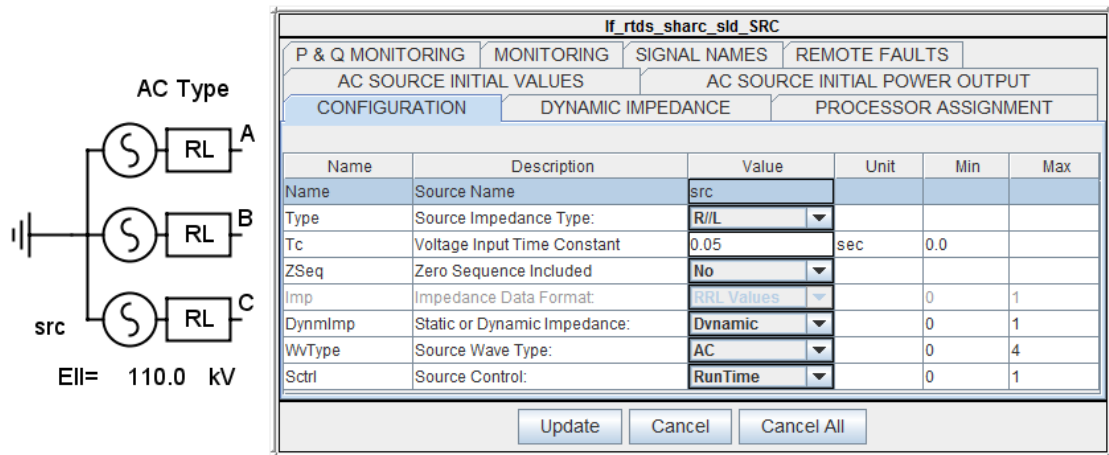 AC Type
A
RL
B
RL
C
RL
src
Ell= 110.0 kV
lf_rtds_sharc_sld_SRC
P & Q MONITORING MONITORING SIGNAL NAMES REMOTE FAULTS
AC SOURCE INITIAL VALUES AC SOURCE INITIAL POWER OUTPUT
CONFIGURATION DYNAMIC IMPEDANCE PROCESSOR ASSIGNMENT
Name Description Value Unit Min Max
Name Source Name src
Type Source Impedance Type: R//L
Tc Voltage Input Time Constant 0.05 sec 0.0
ZSeq Zero Sequence Included No
Imp Impedance Data Format: RRL Values 0 1
DynmImp Static or Dynamic Impedance: Dynamic 0 1
WvType Source Wave Type: AC 0 4
Sctrl Source Control: RunTime 0 1
Update Cancel Cancel All